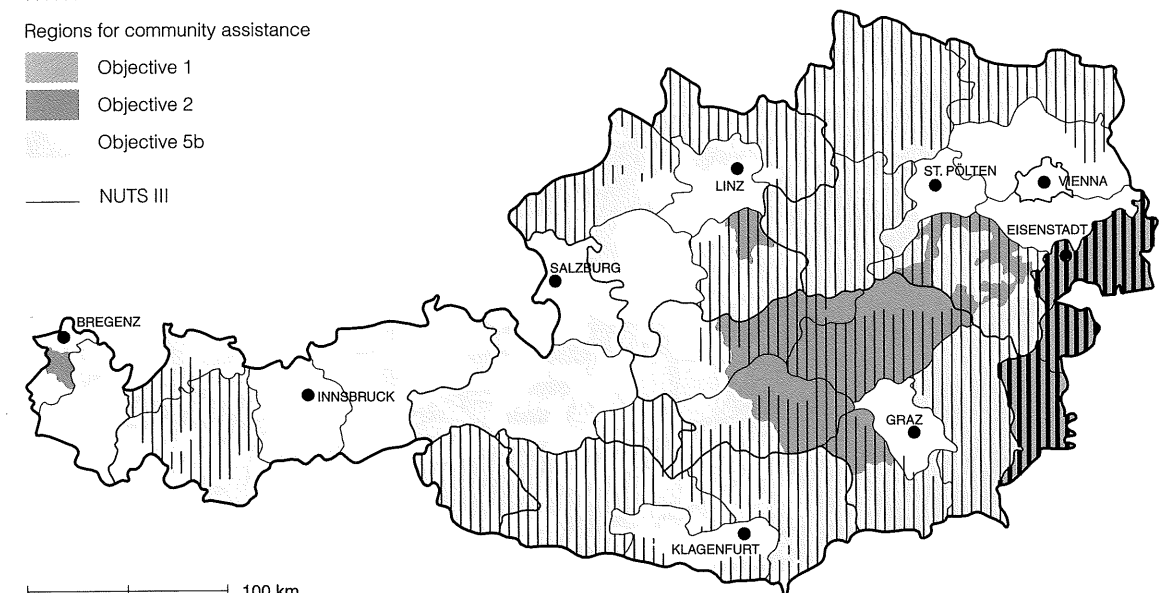 Regions for community assistance
Objective 1
Objective 2
Objective 5b
NUTS III
LINZ
ST. PÖLTEN
VIENNA
EISENSTADT
SALZBURG
BREGENZ
INNSBRUCK
GRAZ
KLAGENFURT
100 km